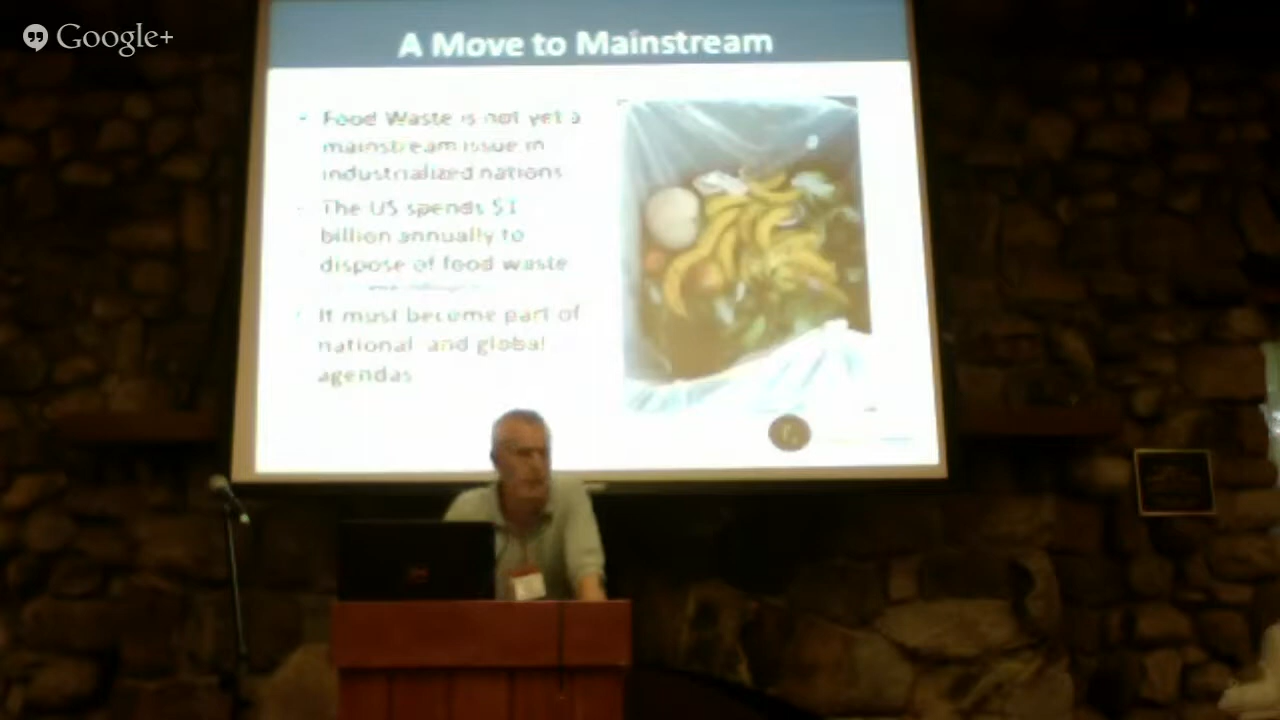 Google+
A Move to Mainstream
Food Waste is not yet a
mainstream issue in
industrialized nations
The US spends $1
billion annually to
dispose of food waste
It must become part of
national and global
agendas